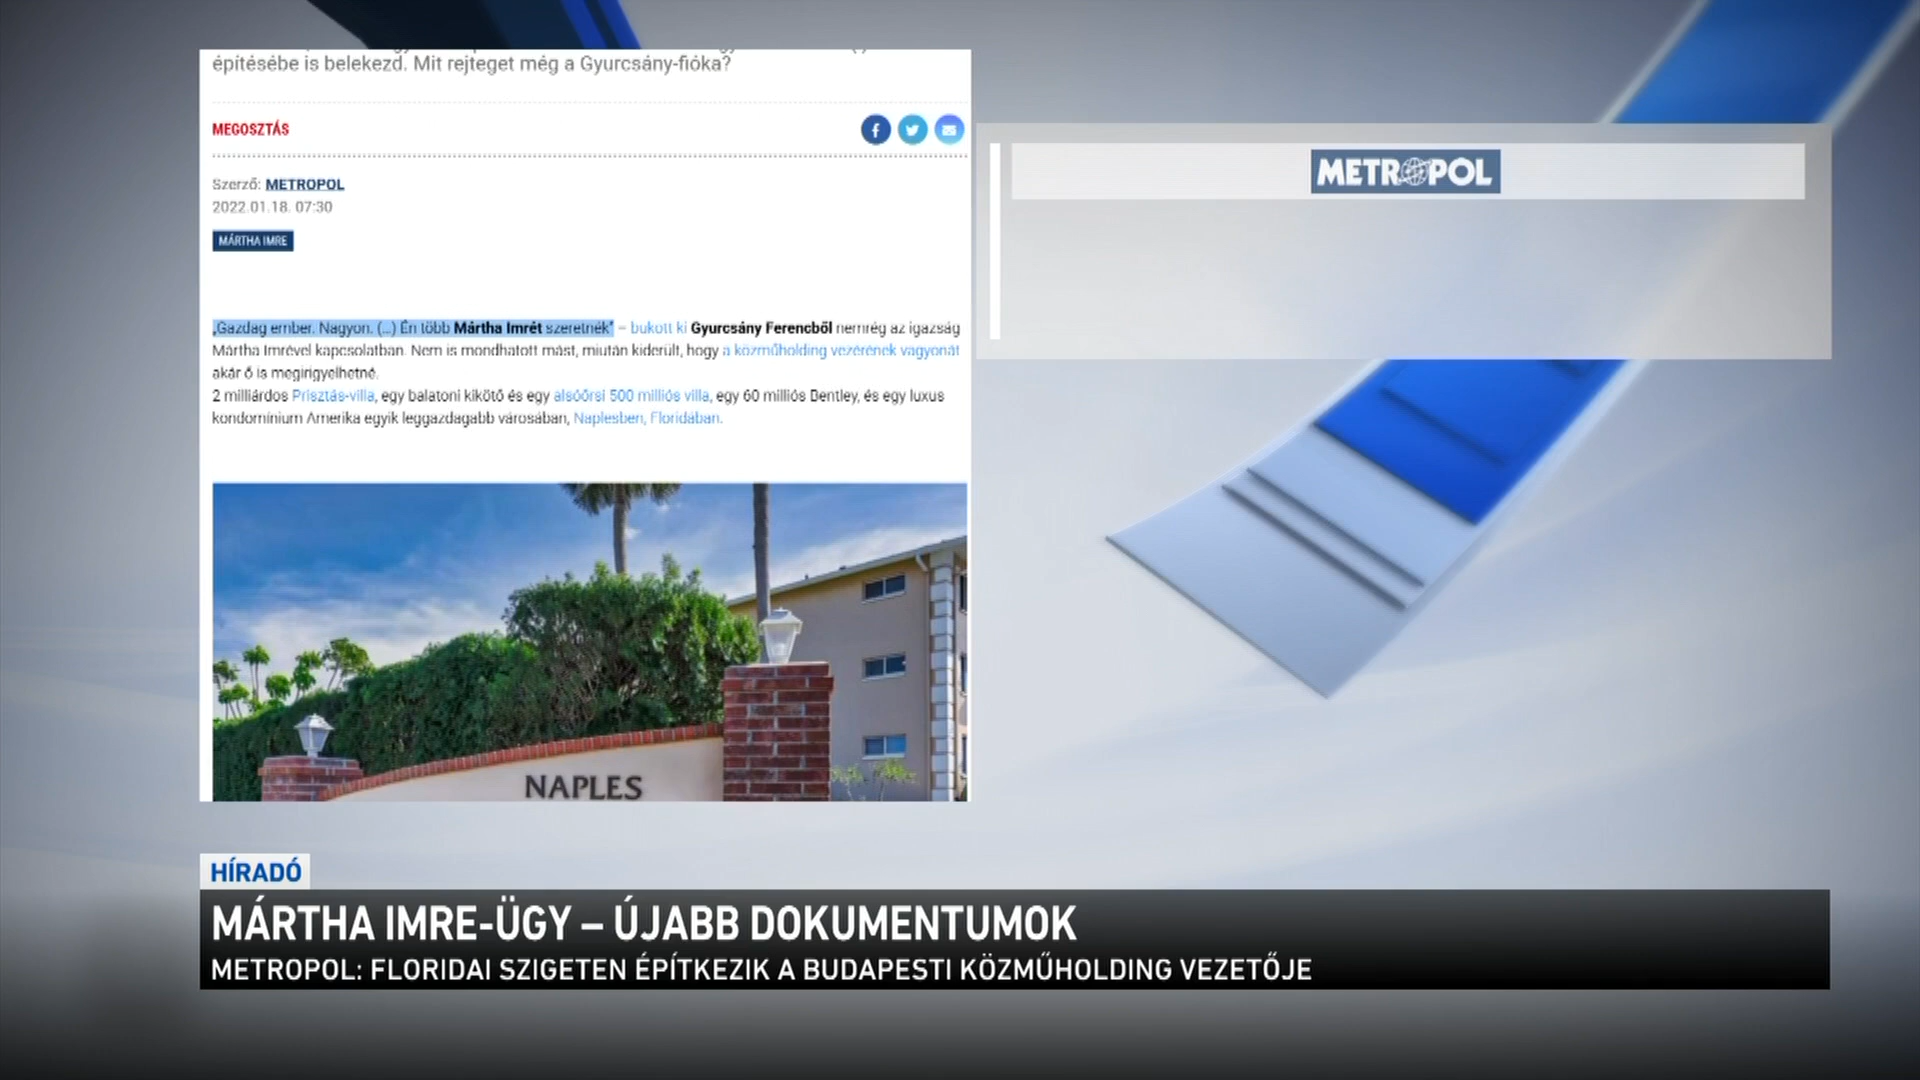 építésébe is belekezd. Mit rejteget még a Gyurcsány-fióka?
MEGOSZTÁS
Szerző: METROPOL
2022.01.18. 07:30
MÁRTHA IMRE
„Gazdag ember. Nagyon. (...) Én több Mártha Imrét szeretnék” – bukott ki Gyurcsány Ferencből nemrég az igazság
Mártha Imrével kapcsolatban. Nem is mondhatott mást, miután kiderült, hogy a közműholding vezérének vagyonát
akár ő is megirigyelhetné.
2 milliárdos Prisztás-villa, egy balatoni kikötő és egy alsóörsi 500 milliós villa, egy 60 milliós Bentley, és egy luxus
kondomínium Amerika egyik leggazdagabb városában, Naplesben, Floridában.
NAPLES
METROPOL
HÍRADÓ
MÁRTHA IMRE-ÜGY – ÚJABB DOKUMENTUMOK
METROPOL: FLORIDAI SZIGETEN ÉPÍTKEZIK A BUDAPESTI KÖZMŰHOLDING VEZETŐJE